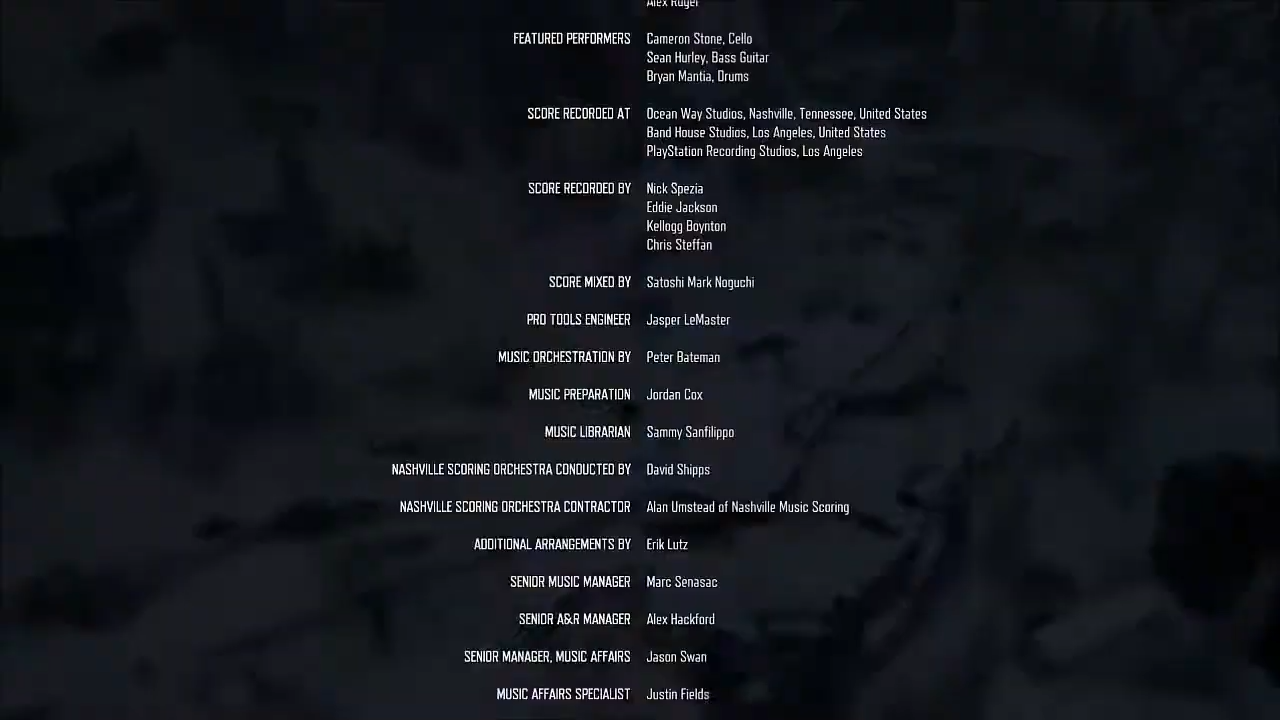 Alex Ruger
FEATURED PERFORMERS Cameron Stone, Cello
Sean Hurley, Bass Guitar
Bryan Mantia, Drums
SCORE RECORDED AT Ocean Way Studios, Nashville, Tennessee, United States
Band House Studios, Los Angeles, United States
PlayStation Recording Studios, Los Angeles
SCORE RECORDED BY Nick Spezia
Eddie Jackson
Kellogg Boynton
Chris Steffan
SCORE MIXED BY Satoshi Mark Noguchi
PRO TOOLS ENGINEER Jasper LeMaster
MUSIC ORCHESTRATION BY Peter Bateman
MUSIC PREPARATION Jordan Cox
MUSIC LIBRARIAN Sammy Sanfilippo
NASHVILLE SCORING ORCHESTRA CONDUCTED BY David Shipps
NASHVILLE SCORING ORCHESTRA CONTRACTOR Alan Umstead of Nashville Music Scoring
ADDITIONAL ARRANGEMENTS BY Erik Lutz
SENIOR MUSIC MANAGER Marc Senasac
SENIOR A&R MANAGER Alex Hackford
SENIOR MANAGER, MUSIC AFFAIRS Jason Swan
MUSIC AFFAIRS SPECIALIST Justin Fields